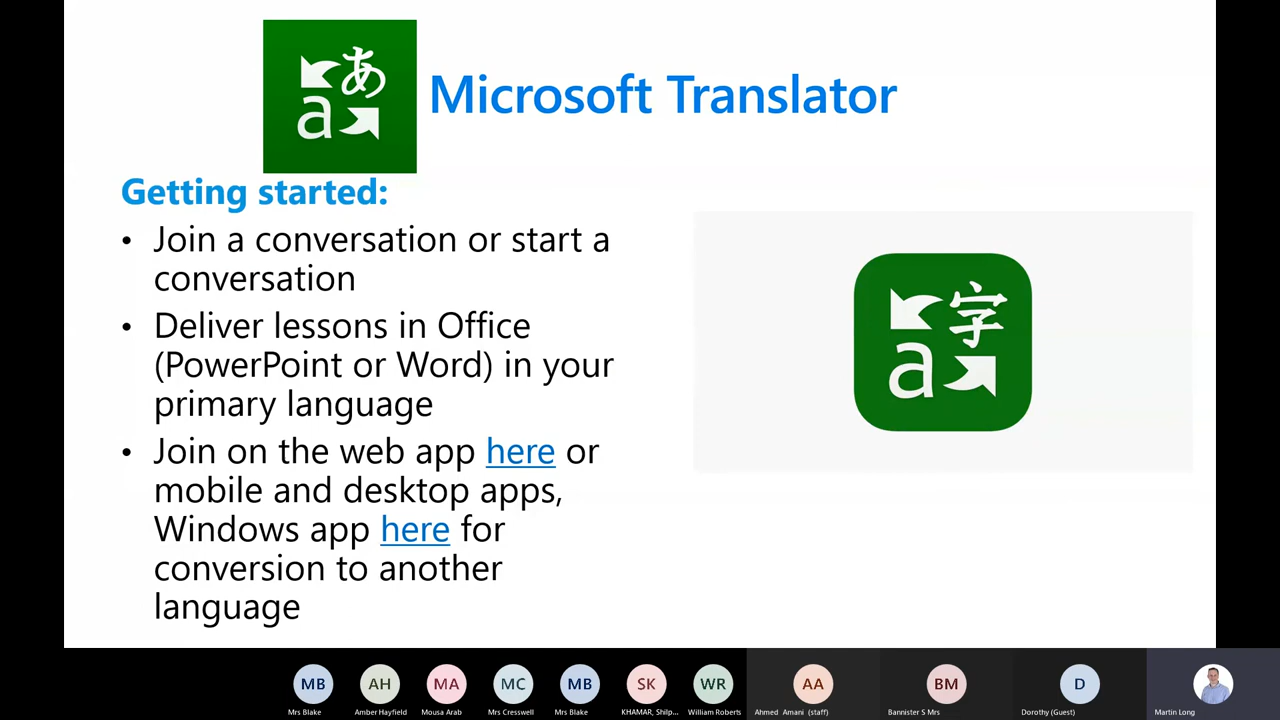 あ
a
Microsoft Translator
Getting started:
• Join a conversation or start a
conversation
• Deliver lessons in Office
(PowerPoint or Word) in your
primary language
• Join on the web app here or
mobile and desktop apps,
Windows app here for
conversion to another
language
字
a
MB AH MA MC MB SK WR AA BM D
Mrs Blake Amber Hayfield Mousa Arab Mrs Cresswell Mrs Blake KHAMAR, Shilp... William Roberts Ahmed Amani (staff) Bannister S Mrs Dorothy (Guest) Martin Long